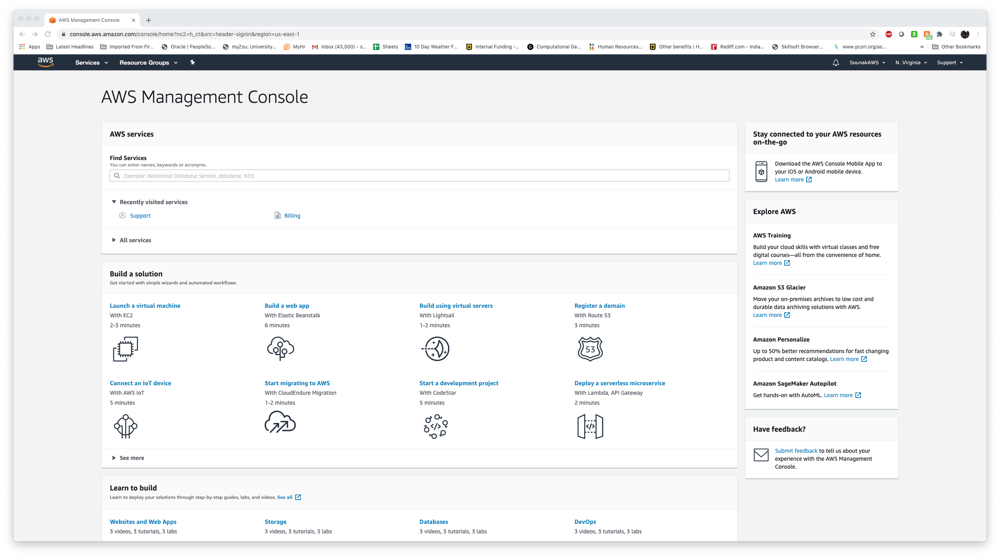 AWS Management Console
console.aws.amazon.com/console/home?nc2=h_ct&src=header-signin&region=us-east-1
ABP
13
Apps Latest Headlines Imported From Fir... Oracle | PeopleSo... myZou: University... MyHr Inbox (43,000) - s... Sheets 10 Day Weather F... Internal Funding -... Computational Ge... Human Resources... Other benefits | H... Rediff.com - India... Skillsoft Browser... www.pcori.org/as... » Other Bookmarks
aws Services Resource Groups SounakAWS N. Virginia Support
AWS Management Console
AWS services
Find Services
You can enter names, keywords or acronyms.
Example: Relational Database Service, database, RDS
Recently visited services
Support Billing
All services
Build a solution
Get started with simple wizards and automated workflows.
Launch a virtual machine
With EC2
2-3 minutes
Build a web app
With Elastic Beanstalk
6 minutes
Build using virtual servers
With Lightsail
1-2 minutes
Register a domain
With Route 53
3 minutes
53
Connect an IoT device
With AWS IoT
5 minutes
Start migrating to AWS
With CloudEndure Migration
1-2 minutes
Start a development project
With CodeStar
5 minutes
</>
Deploy a serverless microservice
With Lambda, API Gateway
2 minutes
</>
See more
Learn to build
Learn to deploy your solutions through step-by-step guides, labs, and videos. See all
Websites and Web Apps
3 videos, 3 tutorials, 3 labs
Storage
3 videos, 3 tutorials, 3 labs
Databases
3 videos, 3 tutorials, 3 labs
DevOps
3 videos, 3 tutorials, 3 labs
Stay connected to your AWS resources
on-the-go
Download the AWS Console Mobile App to
your iOS or Android mobile device.
Learn more
Explore AWS
AWS Training
Build your cloud skills with virtual classes and free
digital courses—all from the convenience of home.
Learn more
Amazon S3 Glacier
Move your on-premises archives to low cost and
durable data archiving solutions with AWS.
Learn more
Amazon Personalize
Up to 50% better recommendations for fast changing
product and content catalogs. Learn more
Amazon SageMaker Autopilot
Get hands-on with AutoML. Learn more
Have feedback?
Submit feedback to tell us about your
experience with the AWS Management
Console.